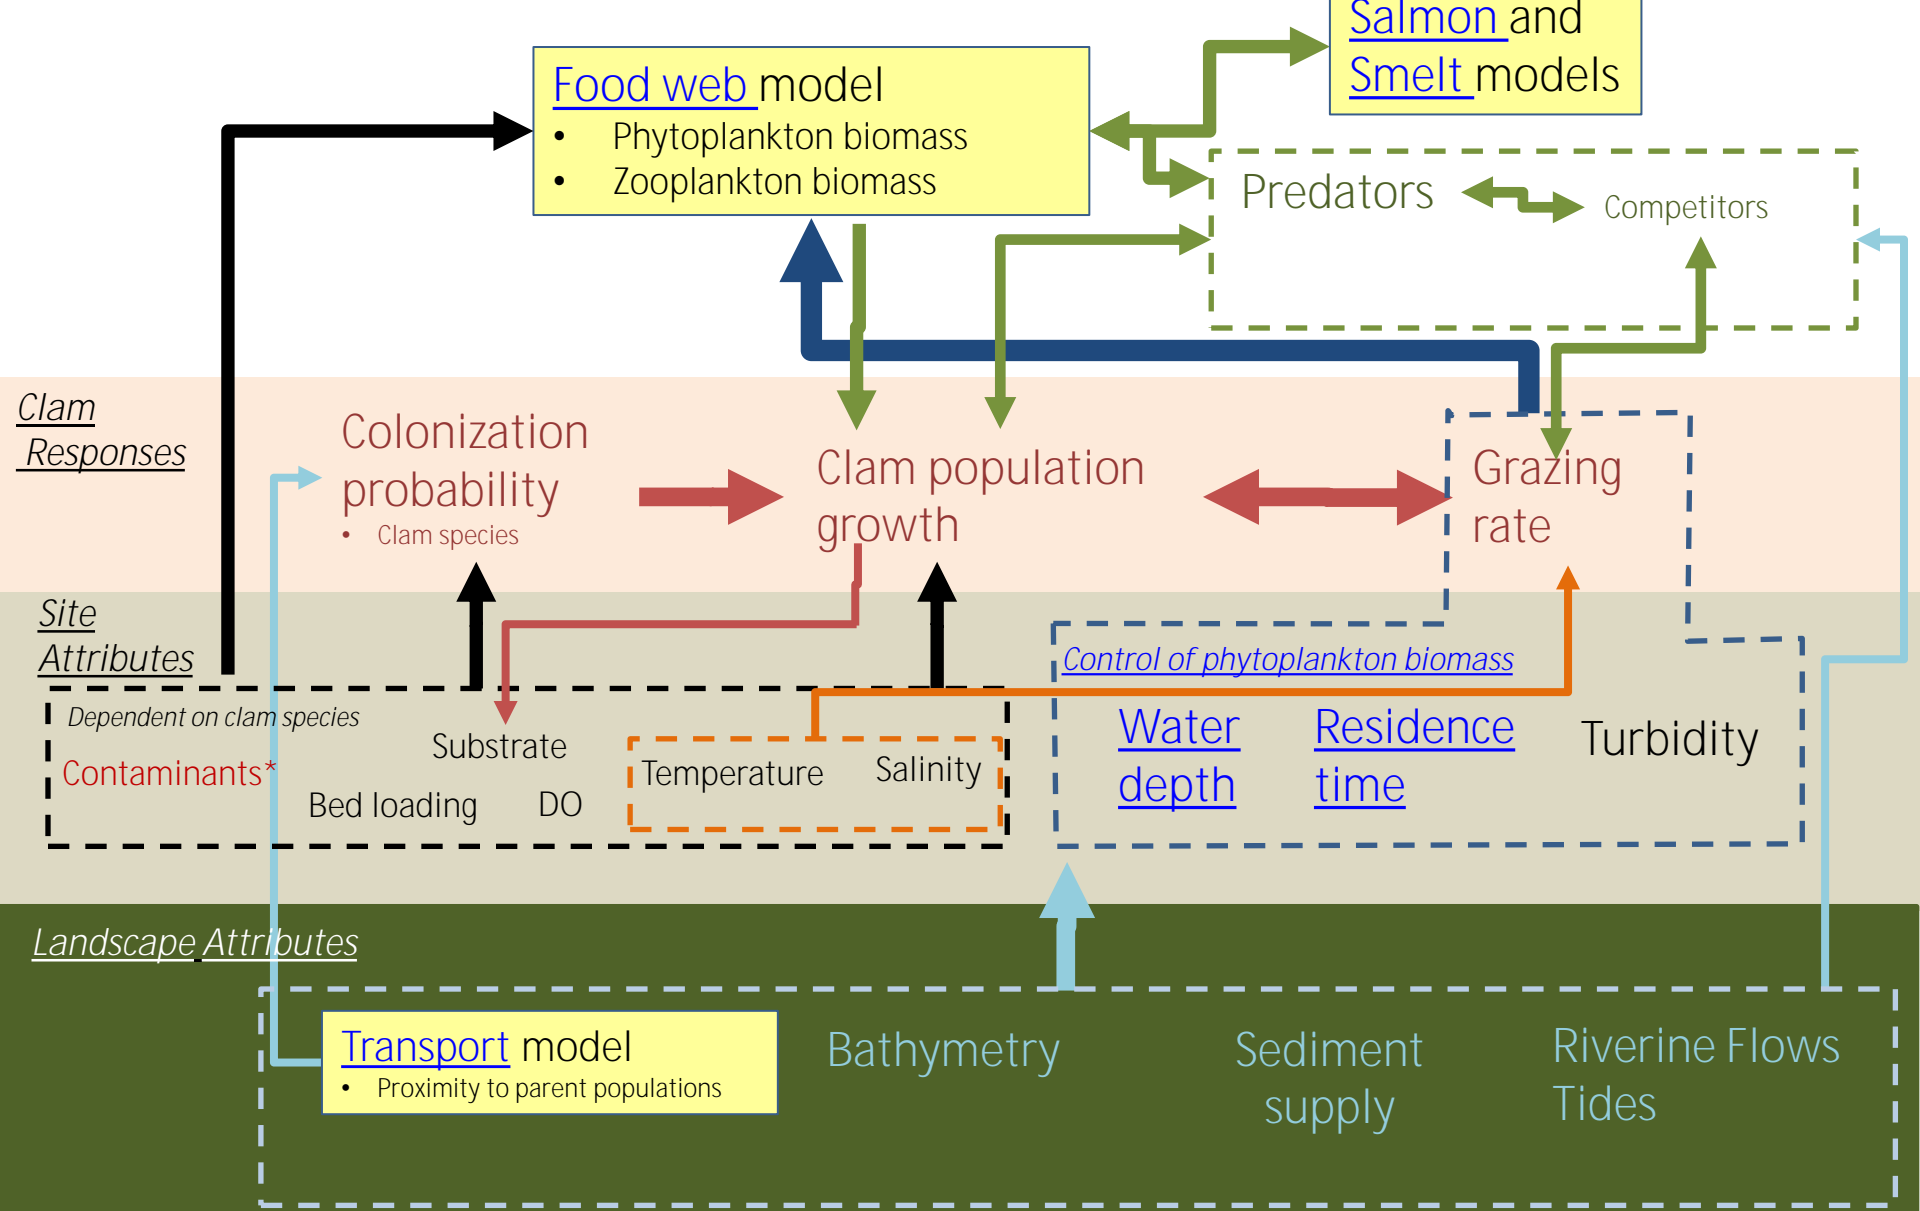 Salmon and
Smelt models
Food web model
• Phytoplankton biomass
• Zooplankton biomass
Predators
Competitors
Clam
Responses
Colonization
probability
• Clam species
Clam population
growth
Grazing
rate
Site
Attributes
Control of phytoplankton biomass
Dependent on clam species
Contaminants*
Substrate
Bed loading
DO
Temperature
Salinity
Water
depth
Residence
time
Turbidity
Landscape Attributes
Transport model
• Proximity to parent populations
Bathymetry
Sediment
supply
Riverine Flows
Tides